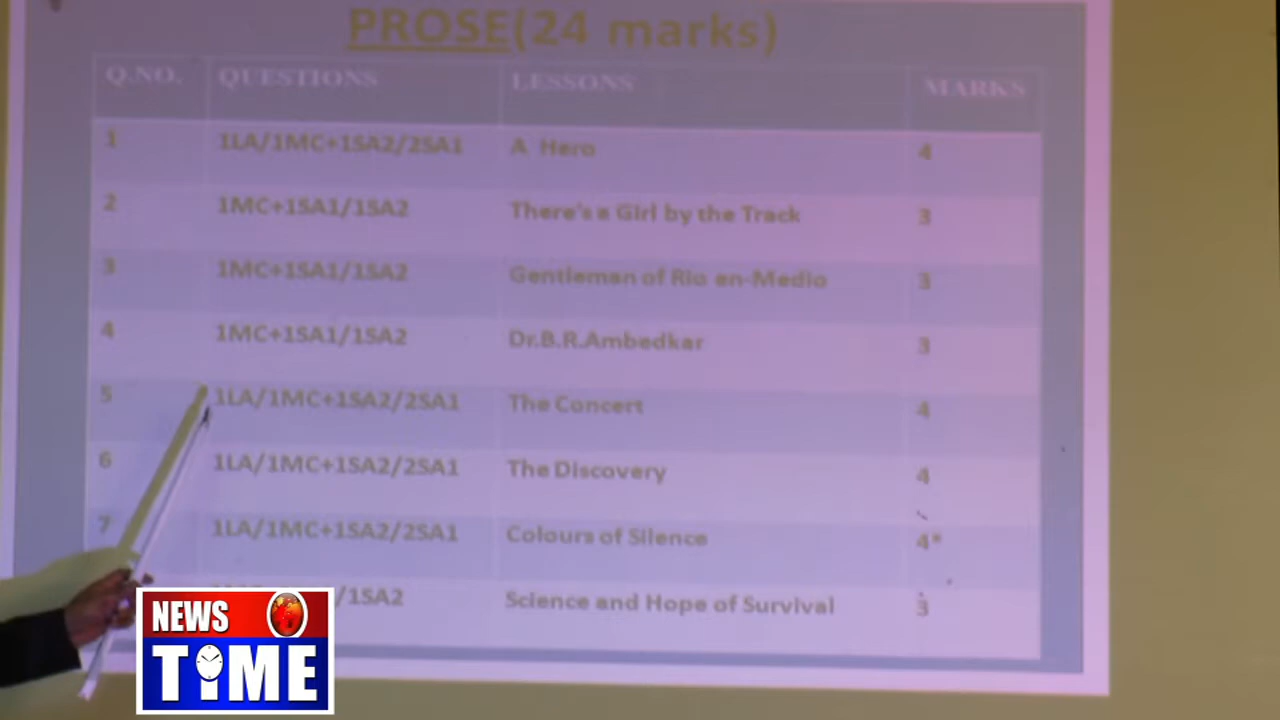 PROSE(24 marks)
Q.NO. QUESTIONS LESSONS MARKS
1 1LA/1MC+1SA2/2SA1 A Hero 4
2 1MC+1SA1/1SA2 There's a Girl by the Track 3
3 1MC+1SA1/1SA2 Gentleman of Rio en-Medio 3
4 1MC+1SA1/1SA2 Dr.B.R.Ambedkar 3
5 1LA/1MC+1SA2/2SA1 The Concert 4
6 1LA/1MC+1SA2/2SA1 The Discovery 4
7 1LA/1MC+1SA2/2SA1 Colours of Silence 4*
/1SA2 Science and Hope of Survival 3
NEWS
TIME